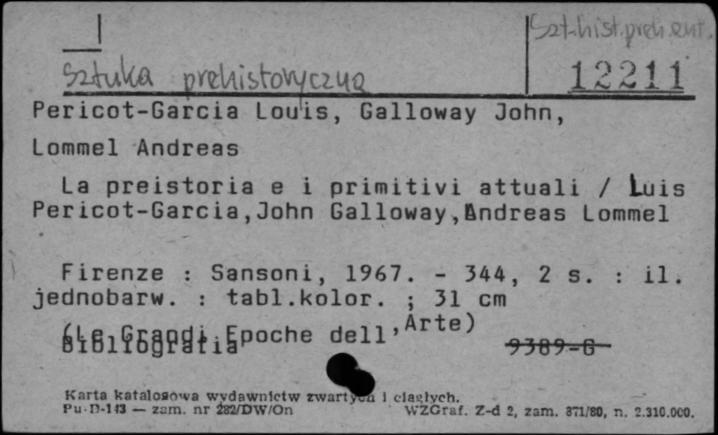 Szt.hist.preh.eur.
Sztuka prehistoryczna
12211
Pericot-Garcia Louis, Galloway John,
Lommel Andreas
La preistoria e i primitivi attuali / Luis
Pericot-Garcia,John Galloway,Andreas Lommel
Firenze : Sansoni, 1967. - 344, 2 s. : il.
jednobarw. : tabl.kolor. ; 31 cm
(Le Grandi Epoche dell'Arte)
Bibliografia
9389-G
Karta katalogowa wydawnictw zwartych i ciągłych.
Pu-D-113 — zam. nr 282/DW/On
WZGraf. Z-d 2, zam. 871/80, n. 2.310.000.